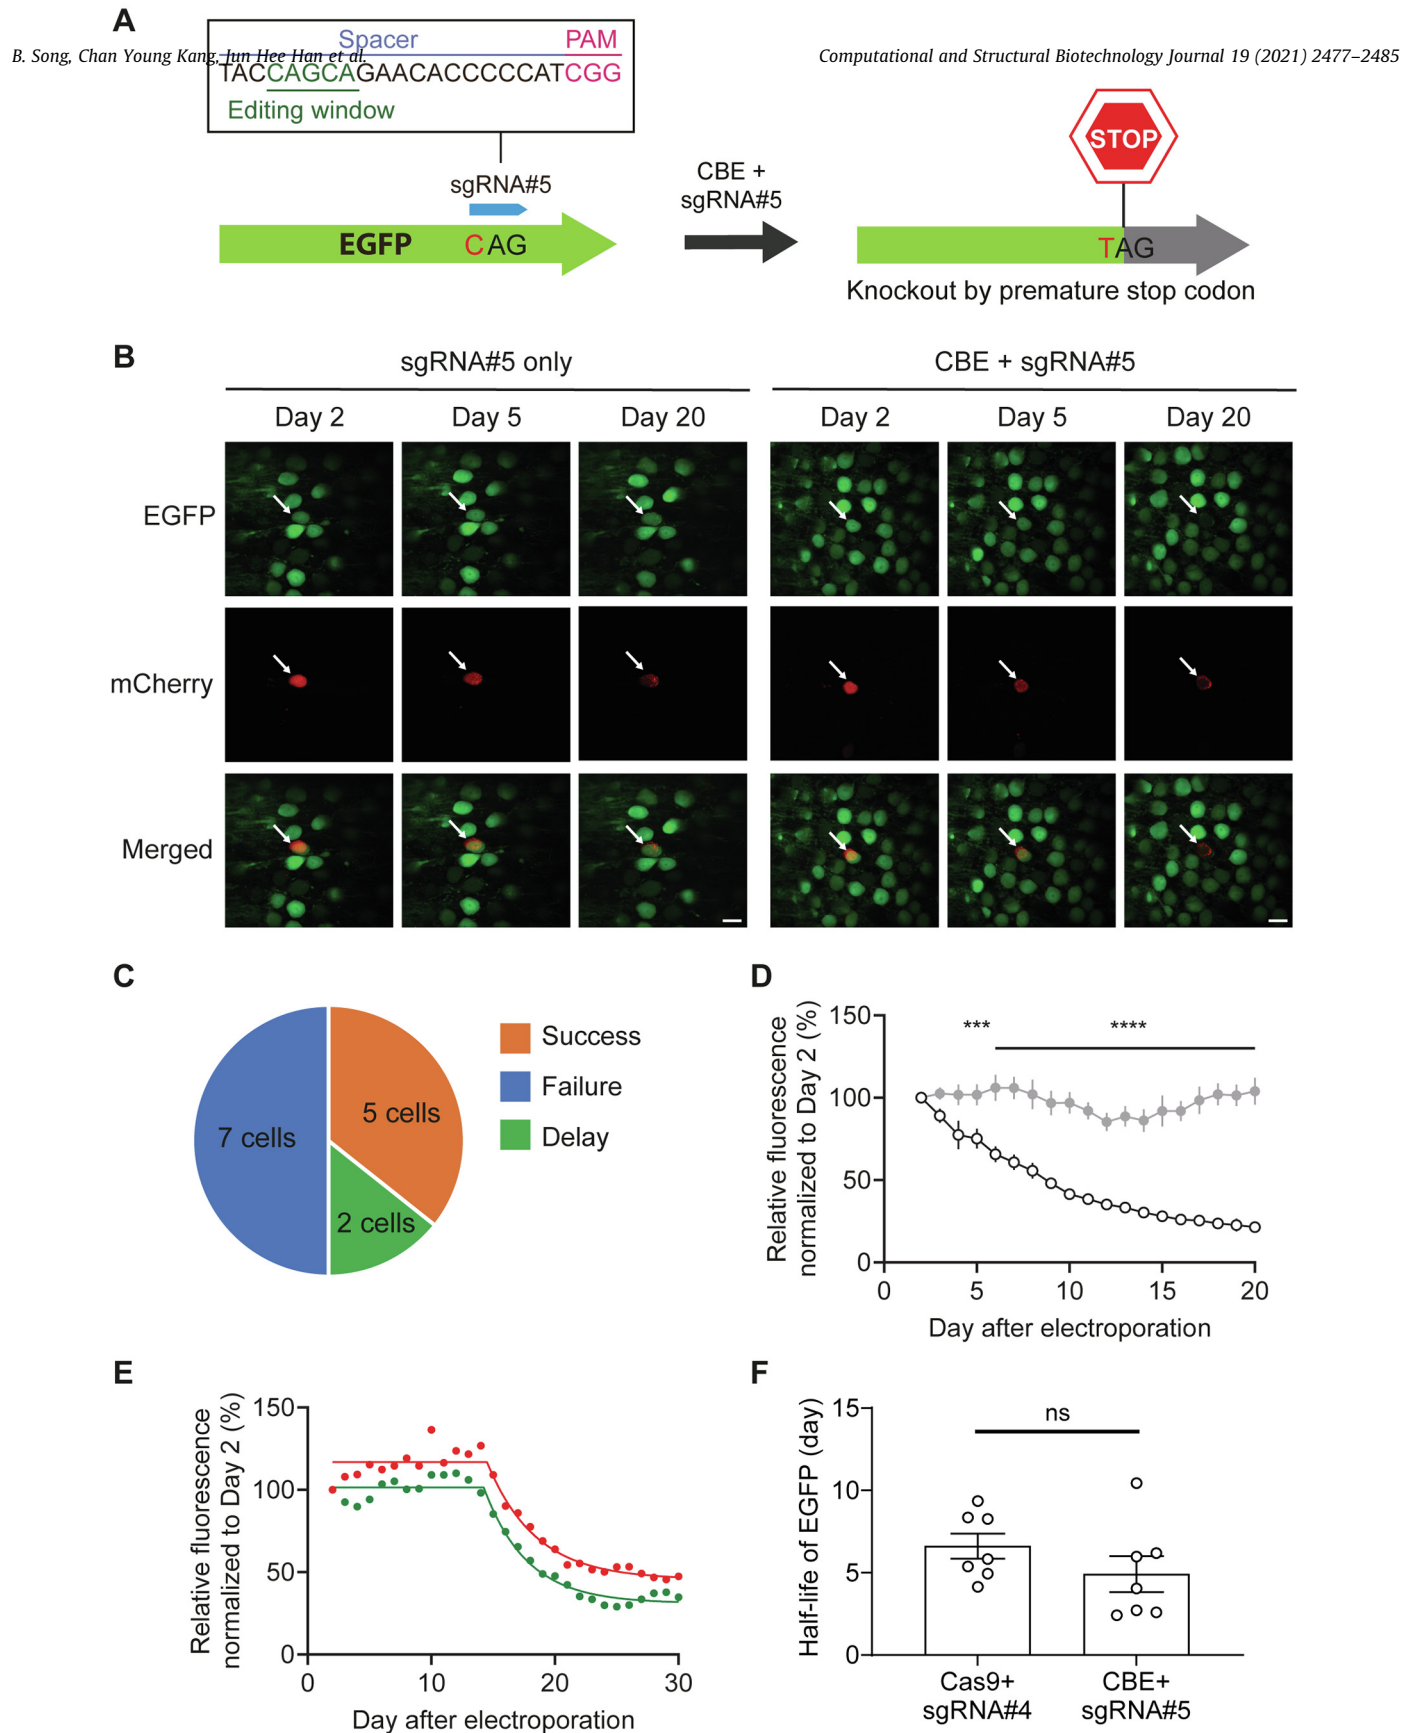 A
B. Song, Chan Young Kang, Jun Hee Han et al.
Computational and Structural Biotechnology Journal 19 (2021) 2477–2485
Spacer PAM
TACCAGCAGAACACCCCCATCGG
Editing window
sgRNA#5
EGFP CAG
CBE +
sgRNA#5
STOP
TAG
Knockout by premature stop codon
B
sgRNA#5 only
CBE + sgRNA#5
Day 2 Day 5 Day 20 Day 2 Day 5 Day 20
EGFP
mCherry
Merged
C
7 cells
5 cells
2 cells
Success
Failure
Delay
D
Relative fluorescence
normalized to Day 2 (%)
150
100
50
0
*** ****
0 5 10 15 20
Day after electroporation
E
Relative fluorescence
normalized to Day 2 (%)
150
100
50
0
0 10 20 30
Day after electroporation
F
Half-life of EGFP (day)
15
10
5
0
ns
Cas9+
sgRNA#4
CBE+
sgRNA#5